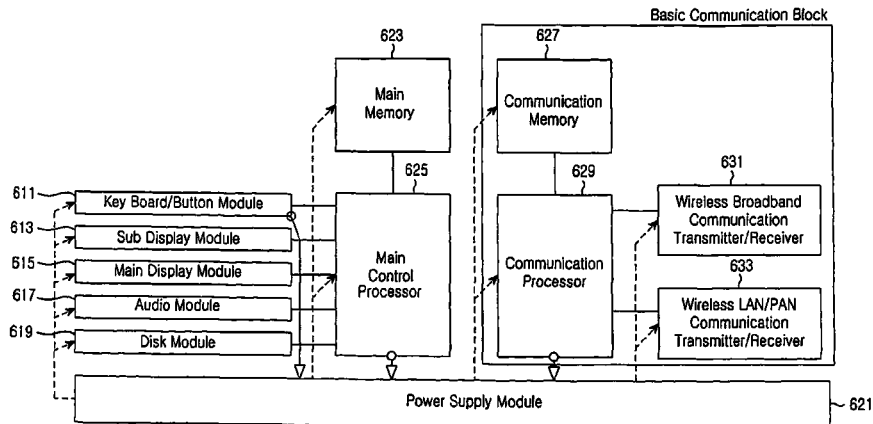 Basic Communication Block
623
Main
Memory
627
Communication
Memory
611
Key Board/Button Module
613
Sub Display Module
615
Main Display Module
617
Audio Module
619
Disk Module
625
Main
Control
Processor
629
Communication
Processor
631
Wireless Broadband
Communication
Transmitter/Receiver
633
Wireless LAN/PAN
Communication
Transmitter/Receiver
Power Supply Module
621